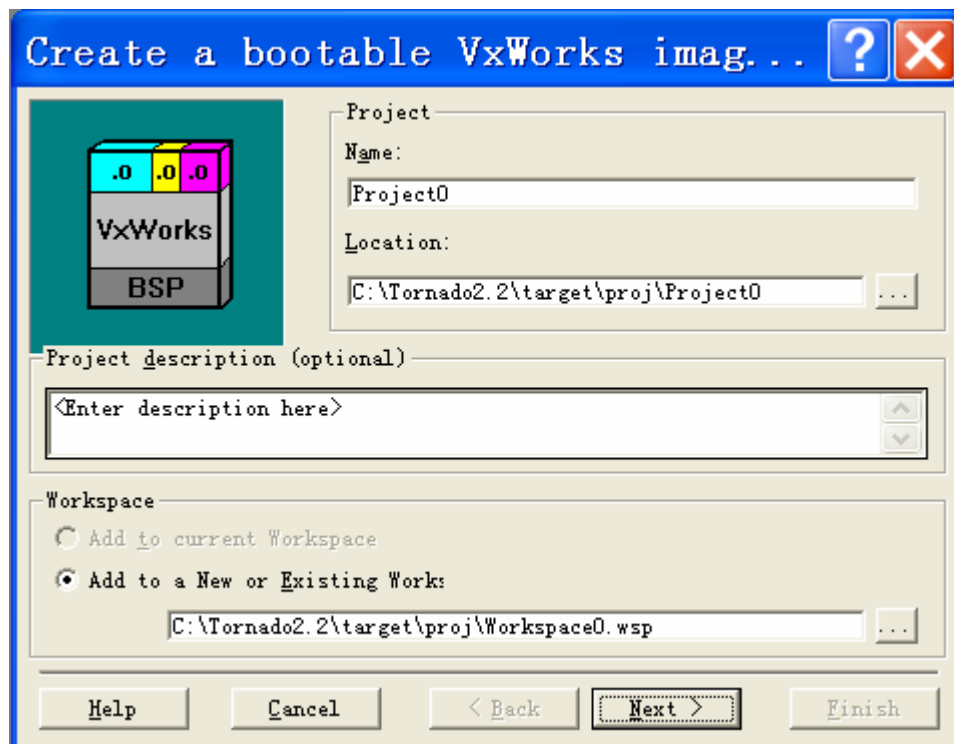 Create a bootable VxWorks imag...
.0 .0 .0
VxWorks
BSP
Project
Name:
Project0
Location:
C:\Tornado2.2\target\proj\Project0
...
Project description (optional)
<Enter description here>
Workspace
Add to current Workspace
Add to a New or Existing Works
C:\Tornado2.2\target\proj\Workspace0.wsp
...
Help
Cancel
< Back
Next >
Finish